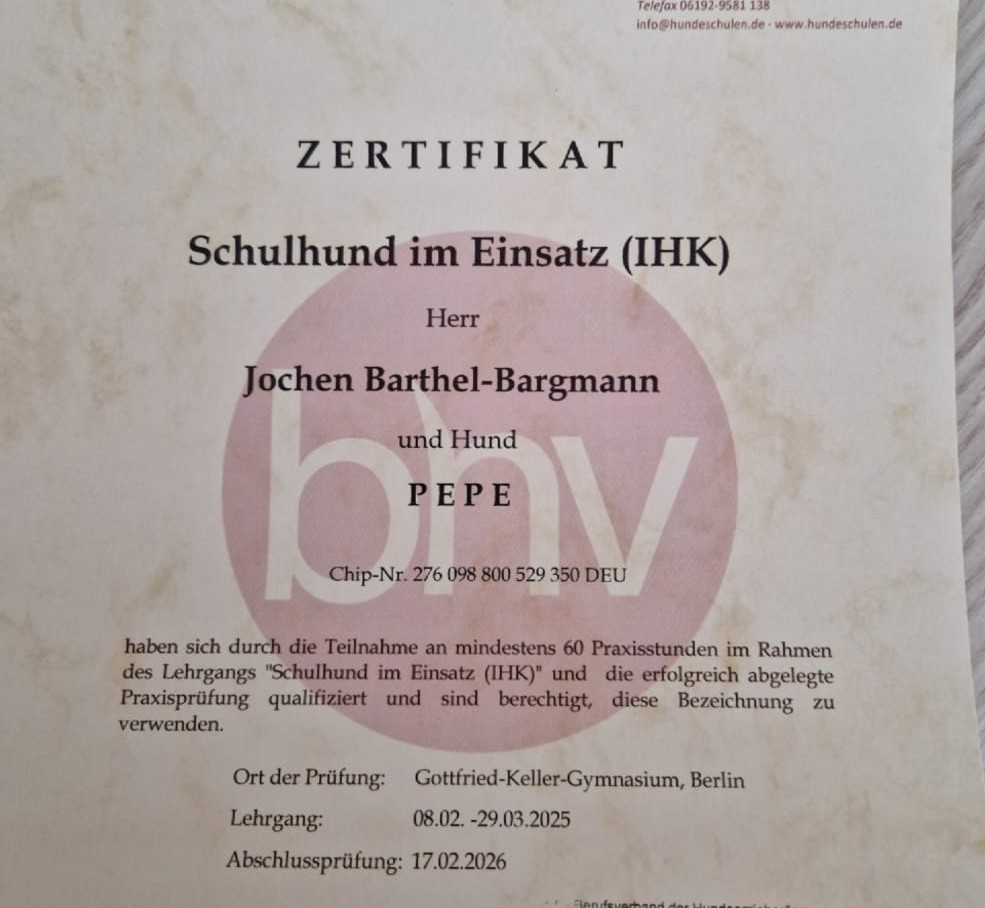 Telefax 06192-9581 138
info@hundeschulen.de · www.hundeschulen.de
ZERTIFIKAT
Schulhund im Einsatz (IHK)
Herr
Jochen Barthel-Bargmann
und Hund
PEPE
bhv
Chip-Nr. 276 098 800 529 350 DEU
haben sich durch die Teilnahme an mindestens 60 Praxisstunden im Rahmen
des Lehrgangs "Schulhund im Einsatz (IHK)" und die erfolgreich abgelegte
Praxisprüfung qualifiziert und sind berechtigt, diese Bezeichnung zu
verwenden.
Ort der Prüfung: Gottfried-Keller-Gymnasium, Berlin
Lehrgang: 08.02. -29.03.2025
Abschlussprüfung: 17.02.2026